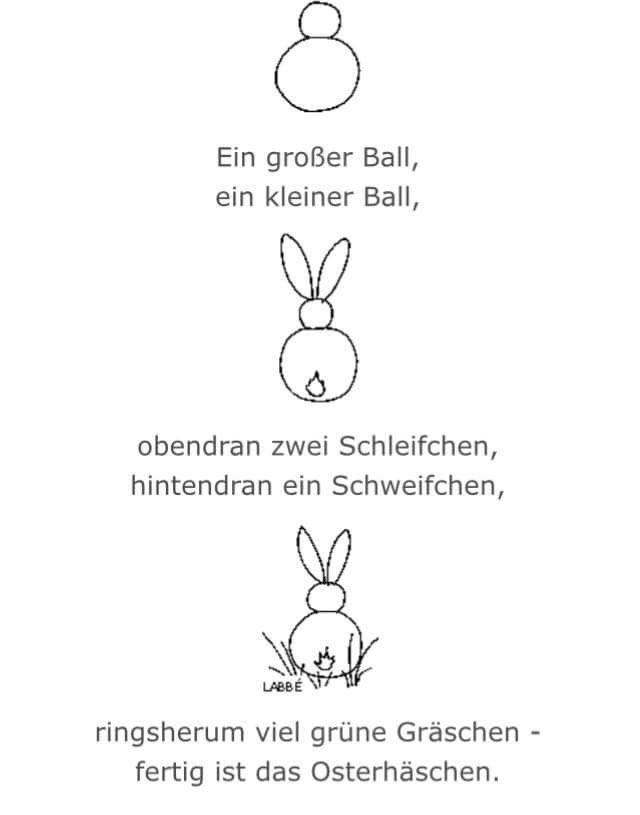 Ein großer Ball,
ein kleiner Ball,
obendran zwei Schleifchen,
hintendran ein Schweifchen,
LABBÉ
ringsherum viel grüne Gräschen -
fertig ist das Osterhäschen.